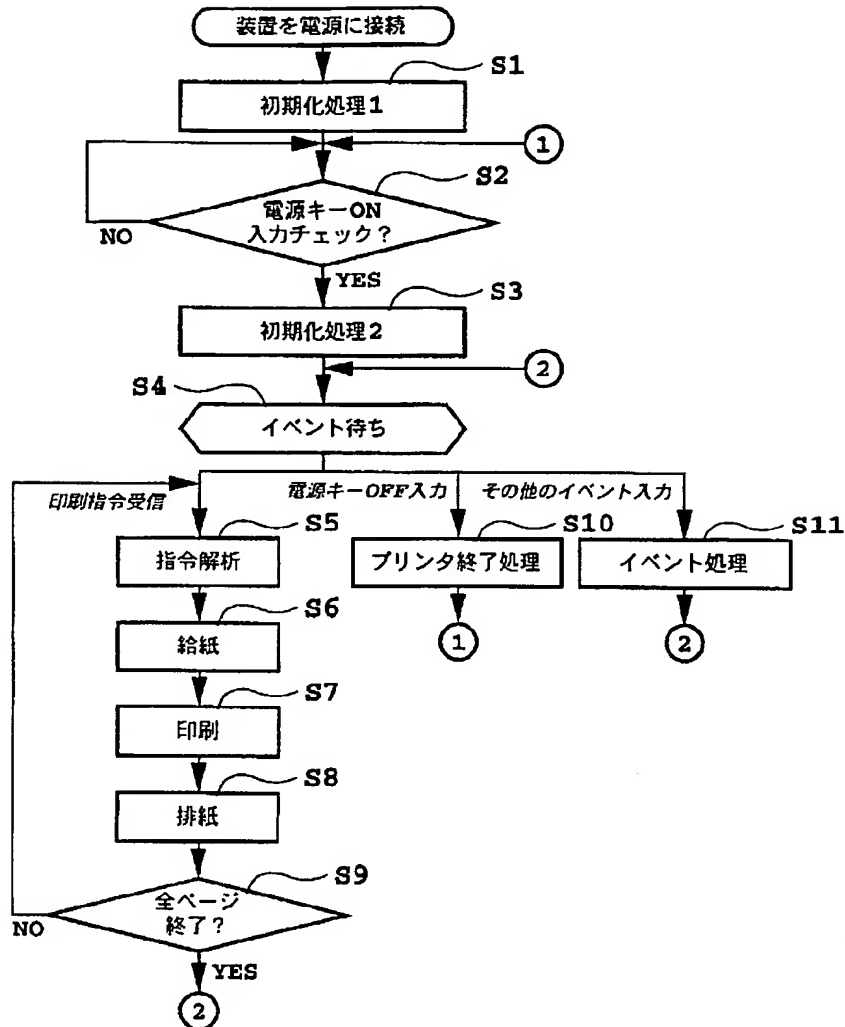 装置を電源に接続
S1
初期化処理1
1
S2
電源キーON
入力チェック？
NO
YES
S3
初期化処理2
2
S4
イベント待ち
印刷指令受信
電源キーOFF入力
その他のイベント入力
S5
指令解析
S10
プリンタ終了処理
S11
イベント処理
S6
給紙
1
2
S7
印刷
S8
排紙
S9
全ページ
終了？
NO
YES
2